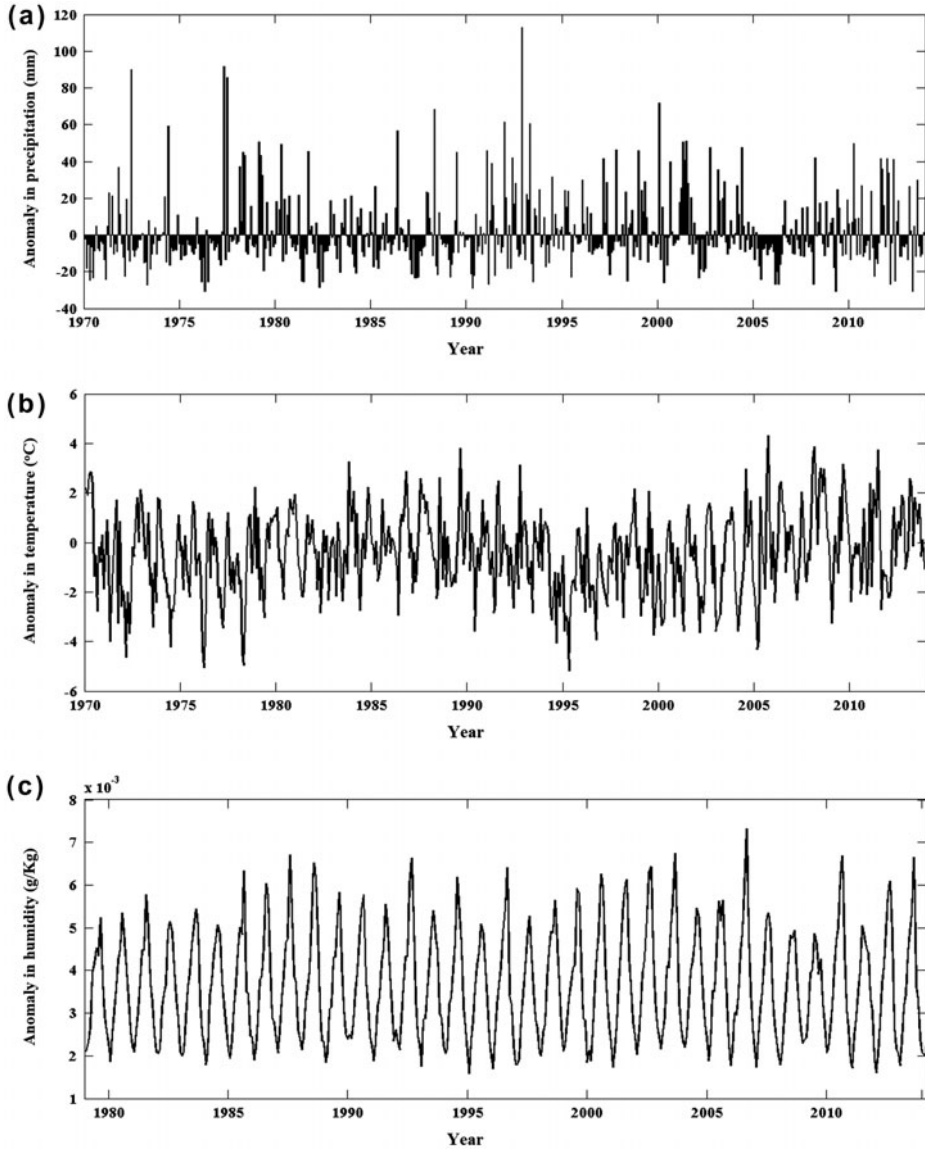 (a)
120
100
80
60
40
20
0
-20
-40
Anomaly in precipitation (mm)
1970 1975 1980 1985 1990 1995 2000 2005 2010
Year
(b)
6
4
2
0
-2
-4
-6
Anomaly in temperature (°C)
1970 1975 1980 1985 1990 1995 2000 2005 2010
Year
(c)
x 10-3
8
7
6
5
4
3
2
1
Anomaly in humidity (g/Kg)
1980 1985 1990 1995 2000 2005 2010
Year